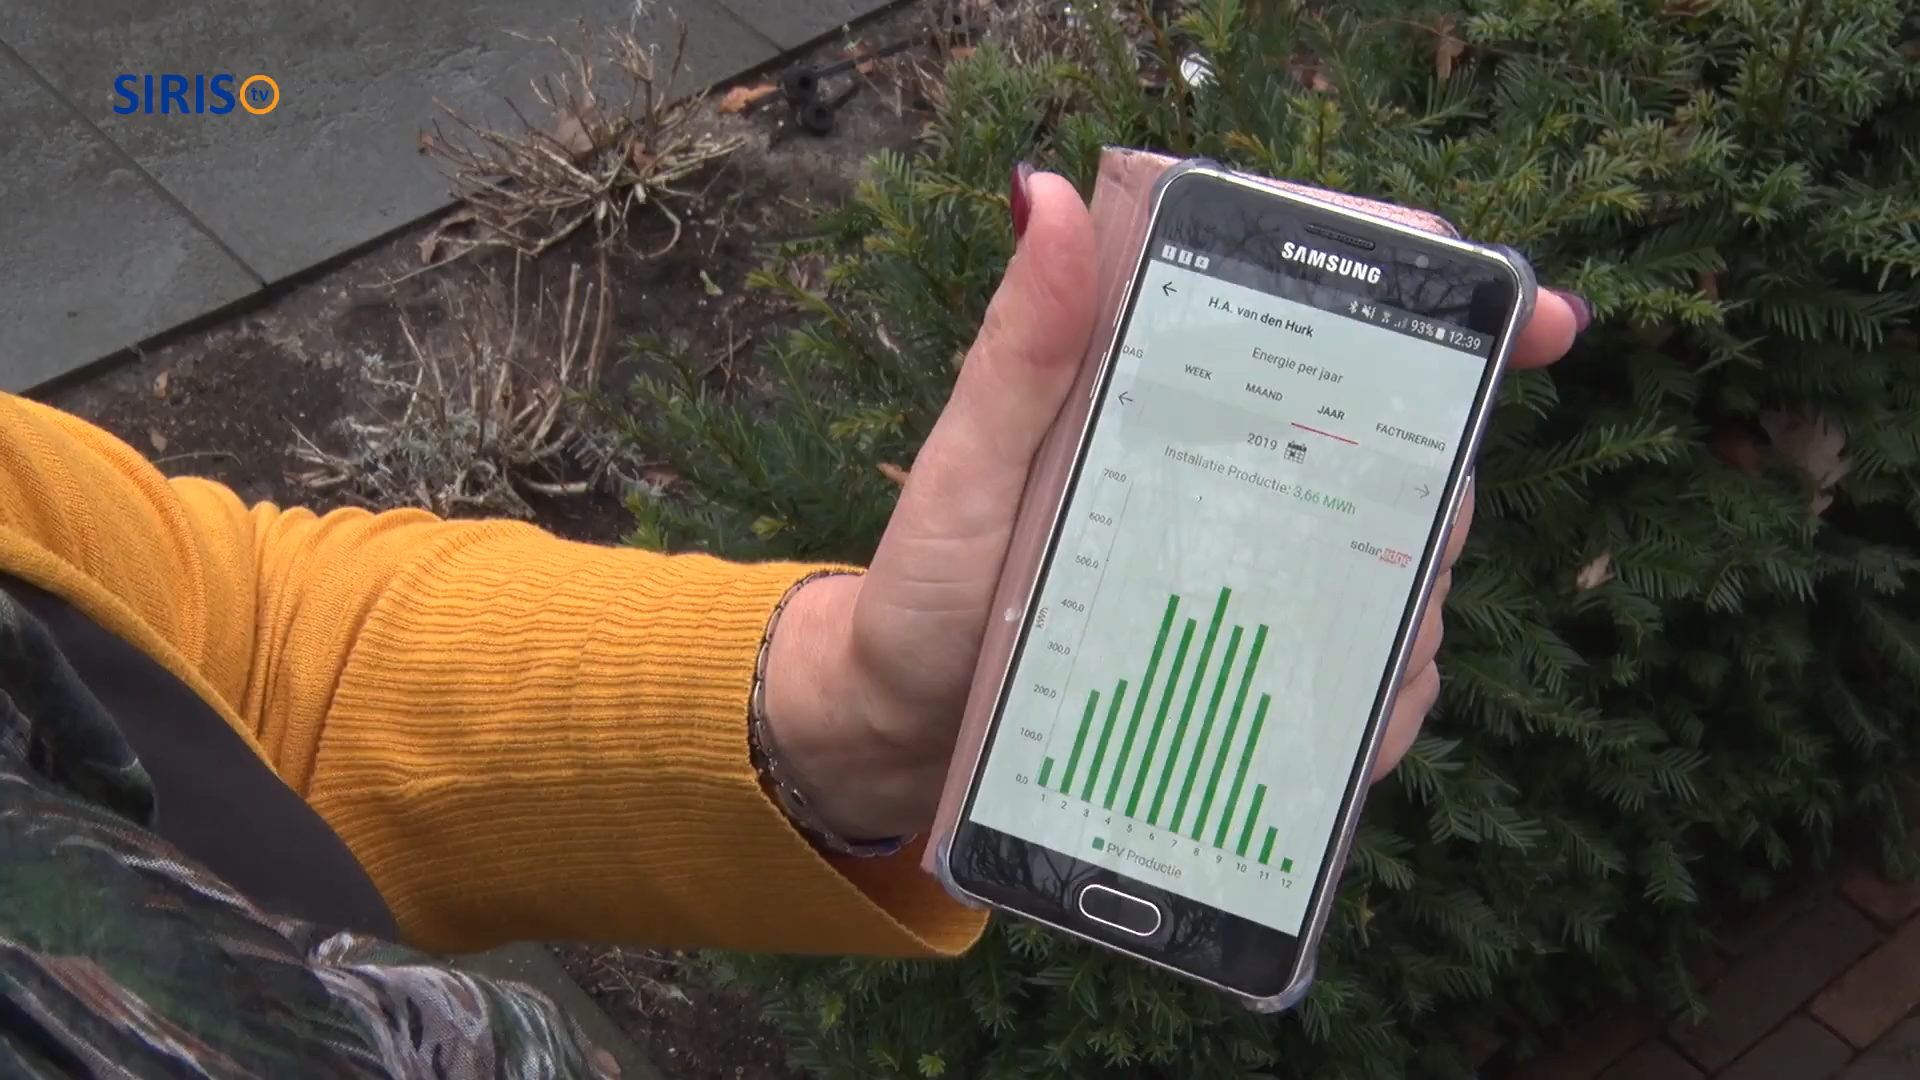 SIRIS tv
SAMSUNG
93% 12:39
H.A. van den Hurk
Energie per jaar
DAG WEEK MAAND JAAR FACTURERING
2019
Installatie Productie: 3,66 MWh
solaredge
700,0
600,0
500,0
400,0
300,0
200,0
100,0
0,0
kWh
1 2 3 4 5 6 7 8 9 10 11 12
PV Productie